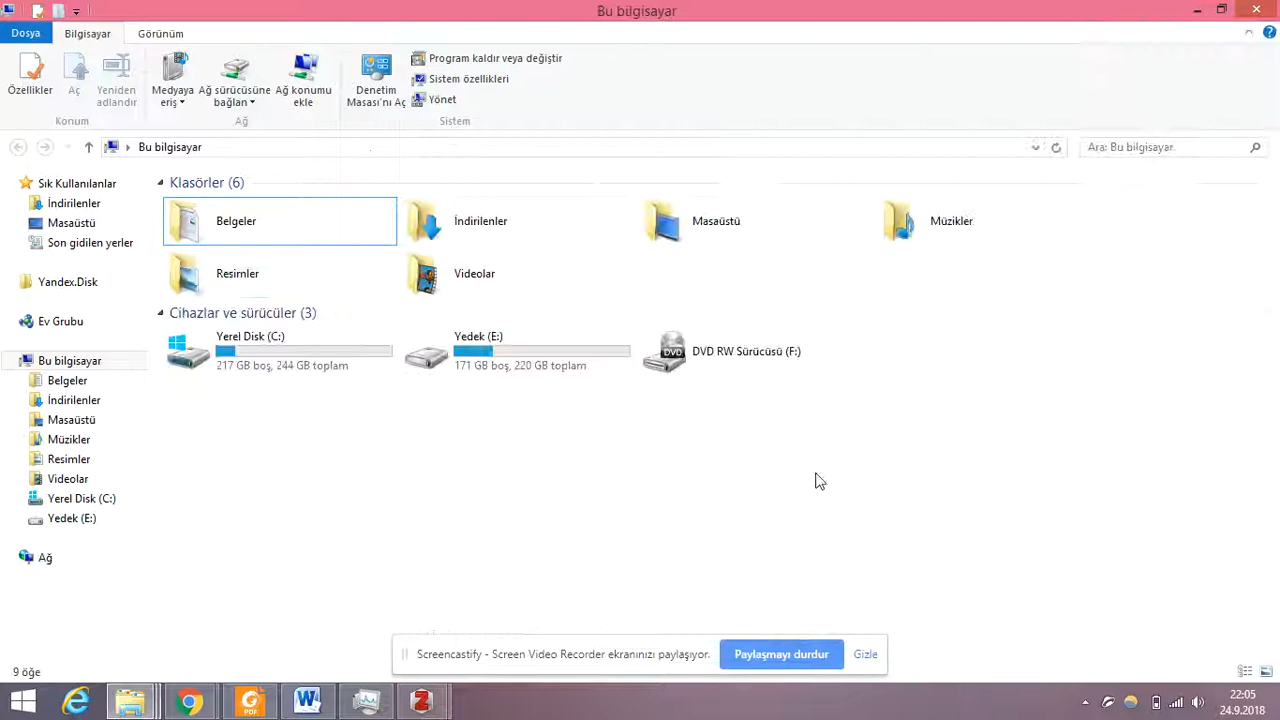 Bu bilgisayar
Dosya
Bilgisayar
Görünüm
Özellikler
Aç
Yeniden adlandır
Konum
Medyaya eriş
Ağ sürücüsüne bağlan
Ağ konumu ekle
Ağ
Denetim Masası'nı Aç
Program kaldır veya değiştir
Sistem özellikleri
Yönet
Sistem
Bu bilgisayar
Ara: Bu bilgisayar
Sık Kullanılanlar
İndirilenler
Masaüstü
Son gidilen yerler
Yandex.Disk
Ev Grubu
Bu bilgisayar
Belgeler
İndirilenler
Masaüstü
Müzikler
Resimler
Videolar
Yerel Disk (C:)
Yedek (E:)
Ağ
Klasörler (6)
Belgeler
İndirilenler
Masaüstü
Müzikler
Resimler
Videolar
Cihazlar ve sürücüler (3)
Yerel Disk (C:)
217 GB boş, 244 GB toplam
Yedek (E:)
171 GB boş, 220 GB toplam
DVD
DVD RW Sürücüsü (F:)
Screencastify - Screen Video Recorder ekranınızı paylaşıyor.
Paylaşmayı durdur
Gizle
9 öğe
PDF
22:05
24.9.2018